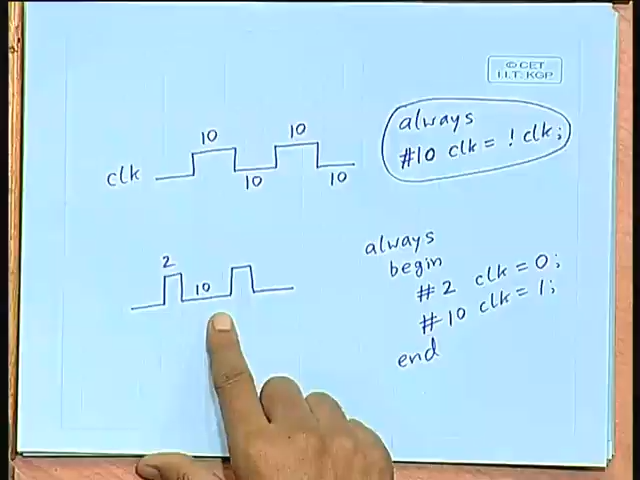 © CET
I.I.T. KGP
always
#10 clk = ! clk;
10
10
clk
10
10
always
begin
#2 clk = 0;
#10 clk = 1;
end
2
10